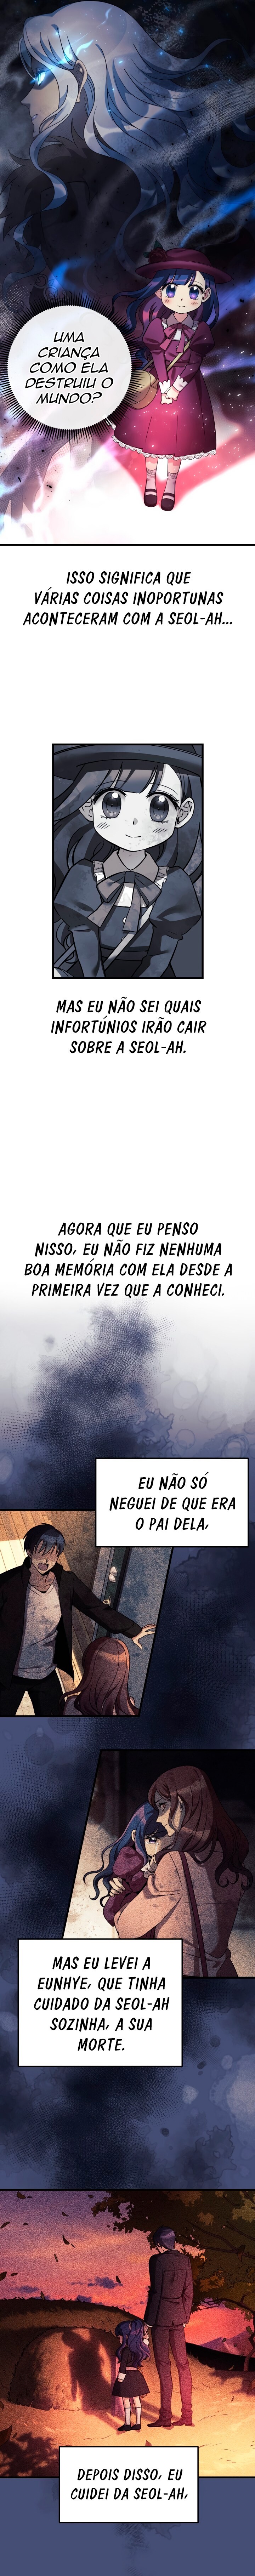 UMA
CRIANÇA
COMO ELA
DESTRUIU O
MUNDO?
ISSO SIGNIFICA QUE
VÁRIAS COISAS INOPORTUNAS
ACONTECERAM COM A SEOL-AH...
MAS EU NÃO SEI QUAIS
INFORTÚNIOS IRÃO CAIR
SOBRE A SEOL-AH.
AGORA QUE EU PENSO
NISSO, EU NÃO FIZ NENHUMA
BOA MEMÓRIA COM ELA DESDE A
PRIMEIRA VEZ QUE A CONHECI.
EU NÃO SÓ
NEGUEI DE QUE ERA
O PAI DELA,
MAS EU LEVEI A
EUNHYE, QUE TINHA
CUIDADO DA SEOL-AH
SOZINHA, A SUA
MORTE.
DEPOIS DISSO, EU
CUIDEI DA SEOL-AH,